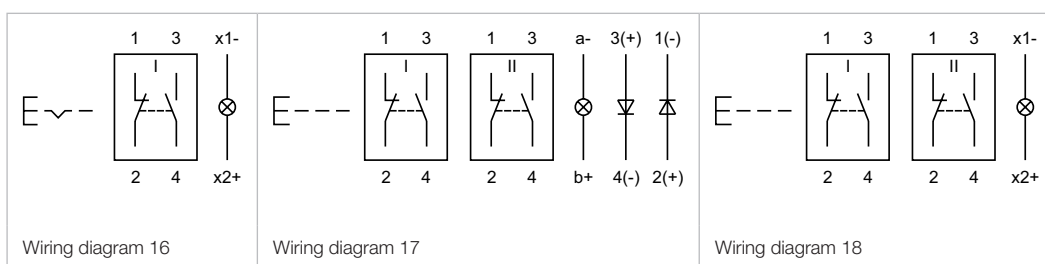 1 3 x1-
I
2 4 x2+
Wiring diagram 16
1 3 1 3 a- 3(+) 1(-)
I II
2 4 2 4 b+ 4(-) 2(+)
Wiring diagram 17
1 3 1 3 x1-
I II
2 4 2 4 x2+
Wiring diagram 18